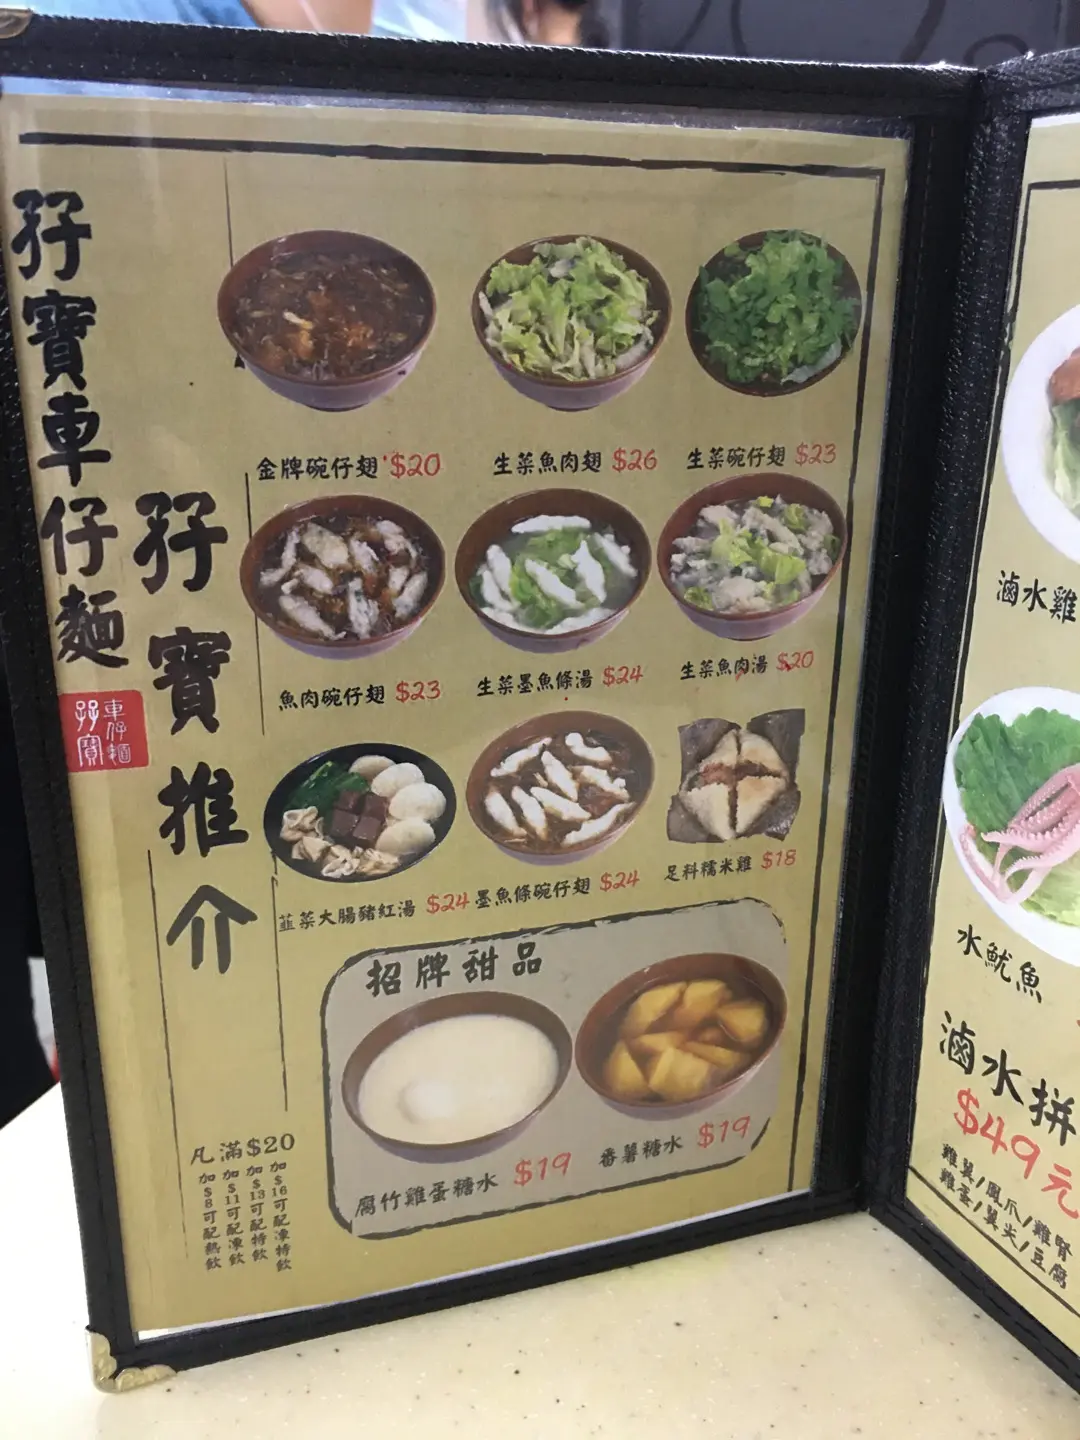 孖寶車仔麵
孖寶
車仔麵
孖寶推介
金牌碗仔翅 $20
生菜魚肉翅 $26
生菜碗仔翅 $23
魚肉碗仔翅 $23
生菜墨魚條湯 $24
生菜魚肉湯 $20
韮菜大腸豬紅湯 $24
墨魚條碗仔翅 $24
足料糯米雞 $18
招牌甜品
腐竹雞蛋糖水 $19
番薯糖水 $19
凡滿$20
加$8可配熱飲
加$11可配凍飲
加$13可配特飲
加$16可配凍特飲
滷水雞
水魷魚
滷水拼
$49元
雞翼/鳳爪/雞腎
雞蛋/翼尖/豆腐